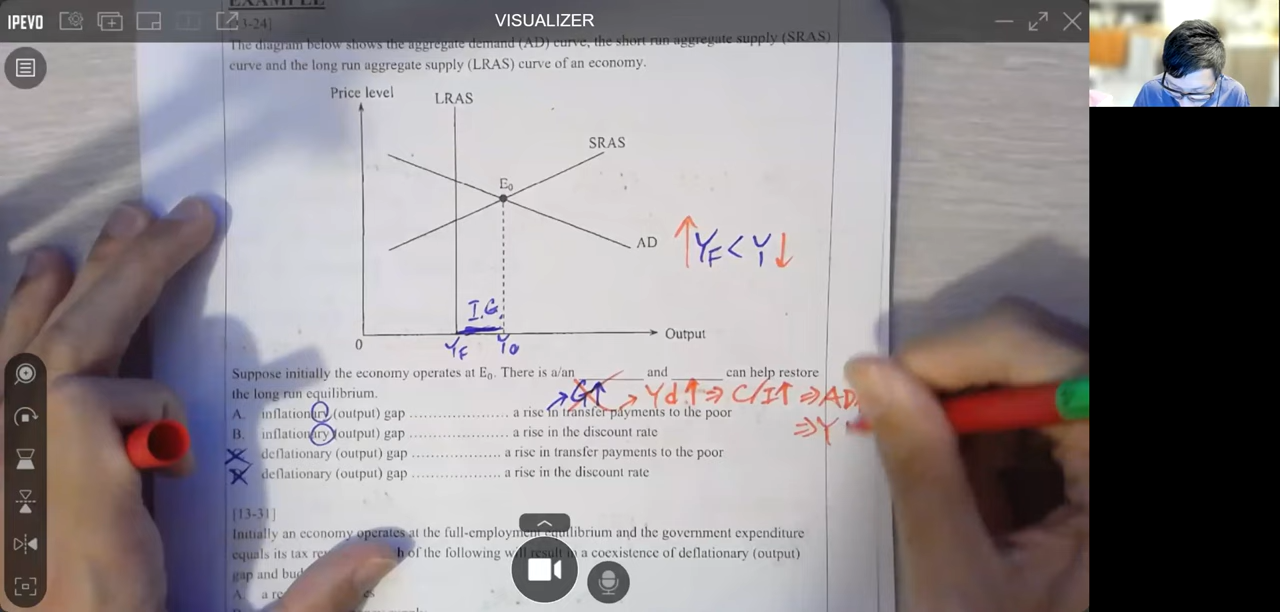 IPEVO
VISUALIZER
EXAMPLE
3-24]
The diagram below shows the aggregate demand (AD) curve, the short run aggregate supply (SRAS)
curve and the long run aggregate supply (LRAS) curve of an economy.
Price level
LRAS
SRAS
E₀
AD
↑Y_F < Y↓
I.G.
0
Y_F
Y₀
Output
Suppose initially the economy operates at E₀. There is a/an ________ and ________ can help restore
the long run equilibrium.
→ G↑ → Yd↑ ⇒ C/I↑ ⇒ AD
⇒ Y
A. inflationary (output) gap .................... a rise in transfer payments to the poor
B. inflationary (output) gap .................... a rise in the discount rate
deflationary (output) gap .................... a rise in transfer payments to the poor
deflationary (output) gap .................... a rise in the discount rate
[13-31]
Initially an economy operates at the full-employment equilibrium and the government expenditure
equals its tax of the following will result in a coexistence of deflationary (output)
gap and
A. a